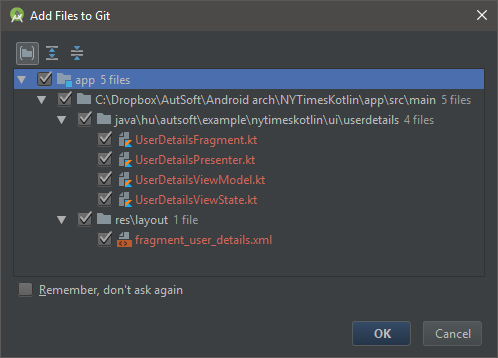 Add Files to Git
app 5 files
C:\Dropbox\AutSoft\Android arch\NYTimesKotlin\app\src\main 5 files
java\hu\autsoft\example\nytimeskotlin\ui\userdetails 4 files
UserDetailsFragment.kt
UserDetailsPresenter.kt
UserDetailsViewModel.kt
UserDetailsViewState.kt
res\layout 1 file
fragment_user_details.xml
Remember, don't ask again
OK Cancel